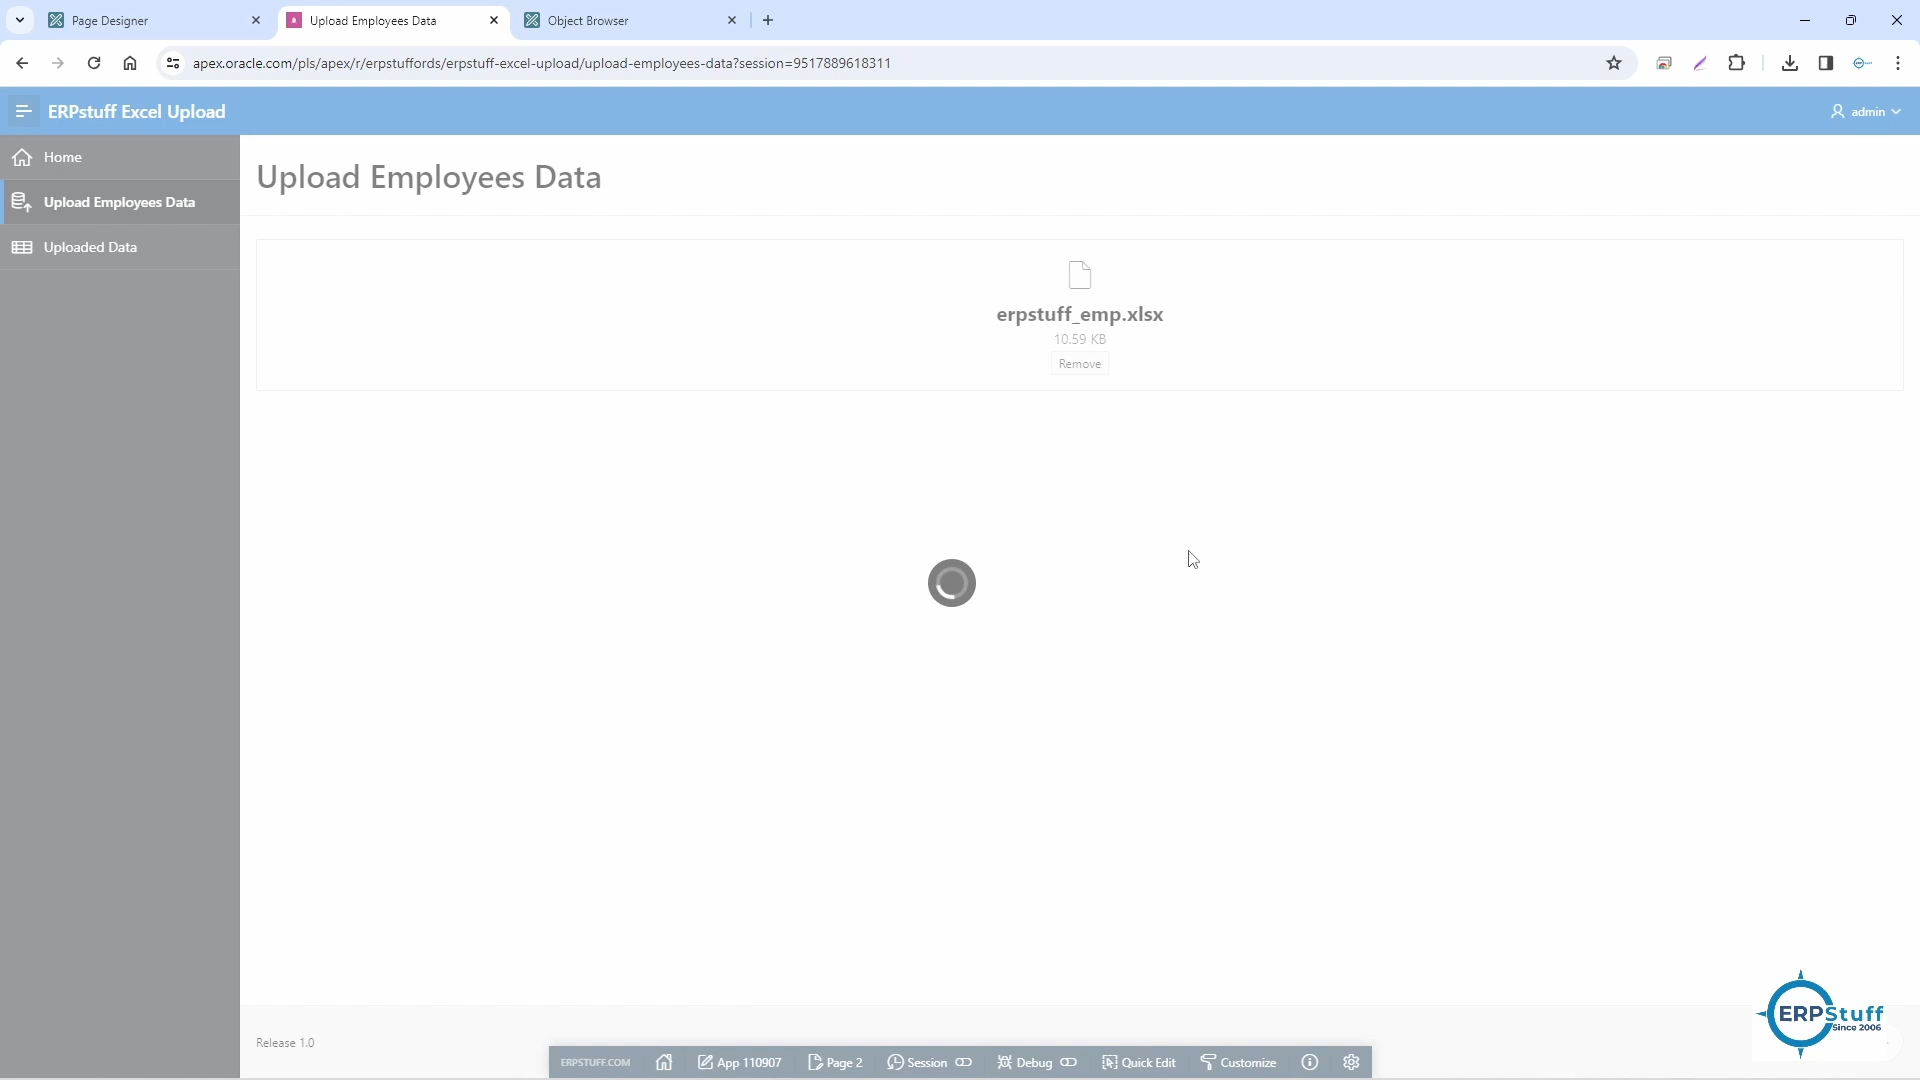 Page Designer
Upload Employees Data
Object Browser
apex.oracle.com/pls/apex/r/erpstuffords/erpstuff-excel-upload/upload-employees-data?session=9517889618311
ERPstuff Excel Upload
admin
Home
Upload Employees Data
Uploaded Data
Upload Employees Data
erpstuff_emp.xlsx
10.59 KB
Remove
Release 1.0
ERPSTUFF.COM
App 110907
Page 2
Session
Debug
Quick Edit
Customize
ERPStuff
Since 2006